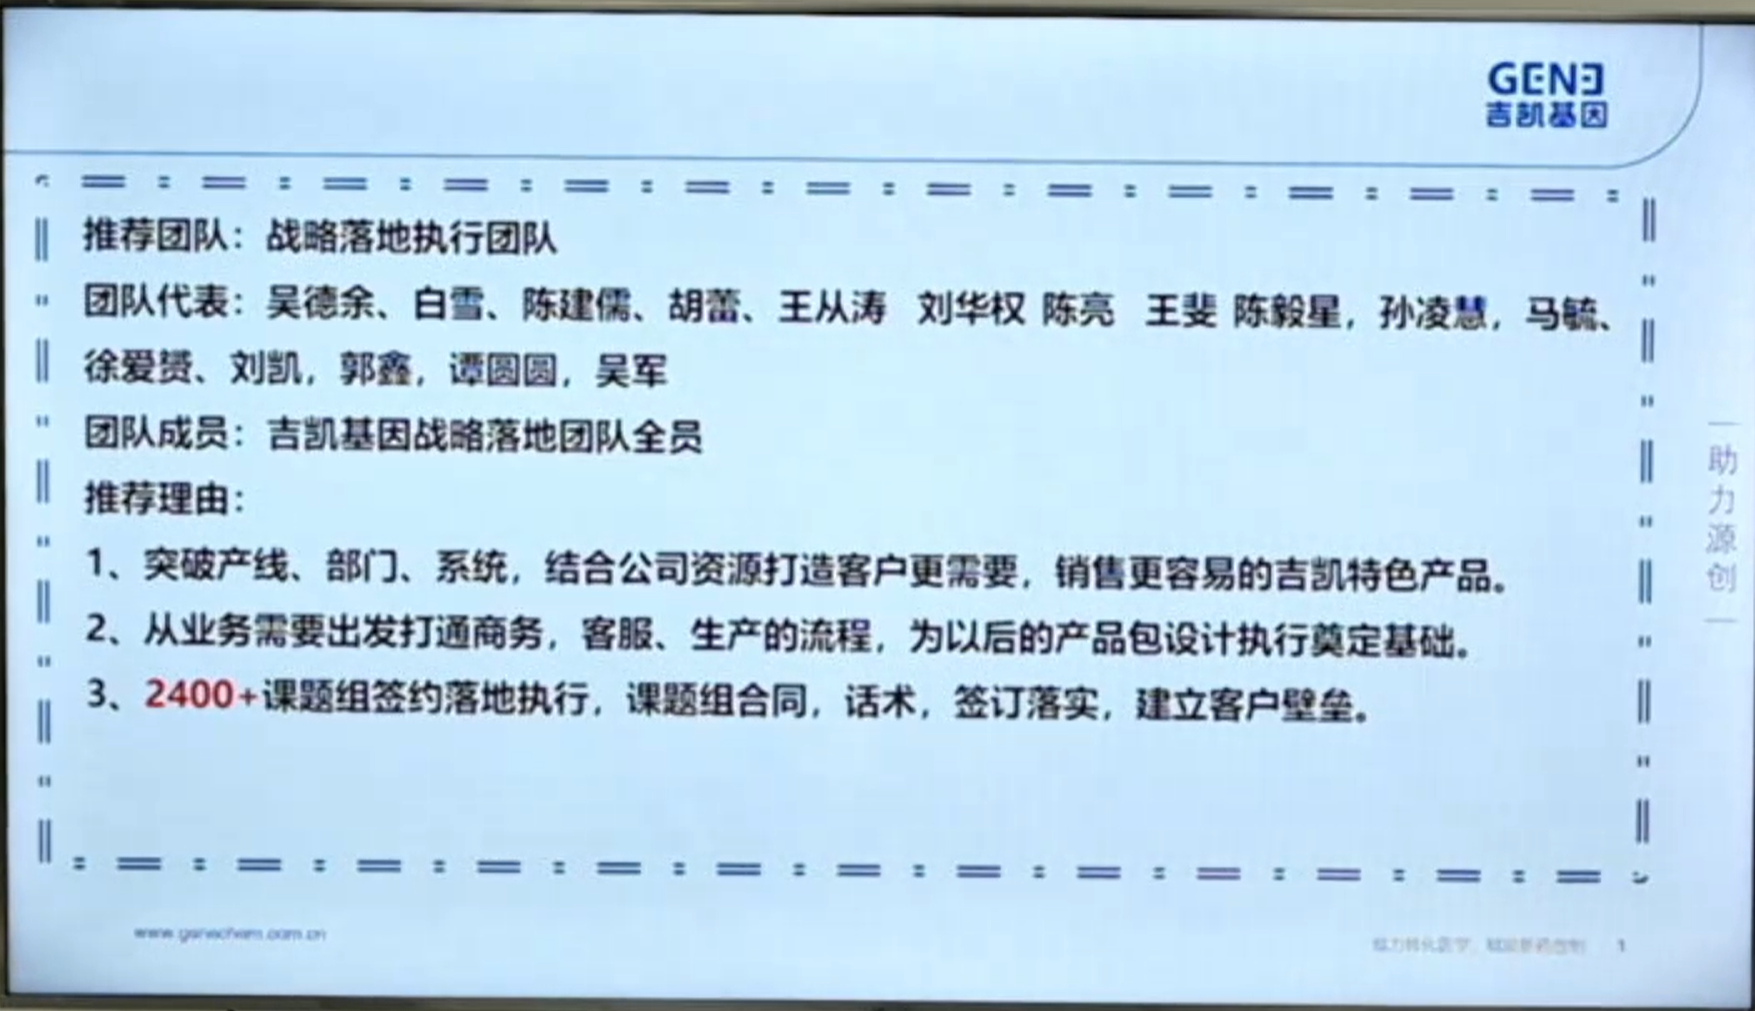 GENE
吉凯基因
推荐团队：战略落地执行团队
团队代表：吴德余、白雪、陈建儒、胡蕾、王从涛 刘华权 陈亮 王斐 陈毅星，孙凌慧，马毓、
徐爱赟、刘凯，郭鑫，谭圆圆，吴军
团队成员：吉凯基因战略落地团队全员
推荐理由：
1、突破产线、部门、系统，结合公司资源打造客户更需要，销售更容易的吉凯特色产品。
2、从业务需要出发打通商务，客服、生产的流程，为以后的产品包设计执行奠定基础。
3、2400+课题组签约落地执行，课题组合同，话术，签订落实，建立客户壁垒。
助力源创
www.genechem.com.cn
1